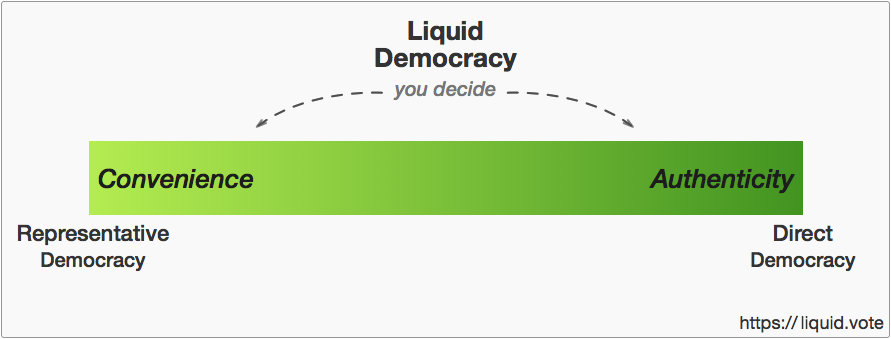 Liquid
Democracy
you decide
Convenience
Authenticity
Representative
Democracy
Direct
Democracy
https://liquid.vote